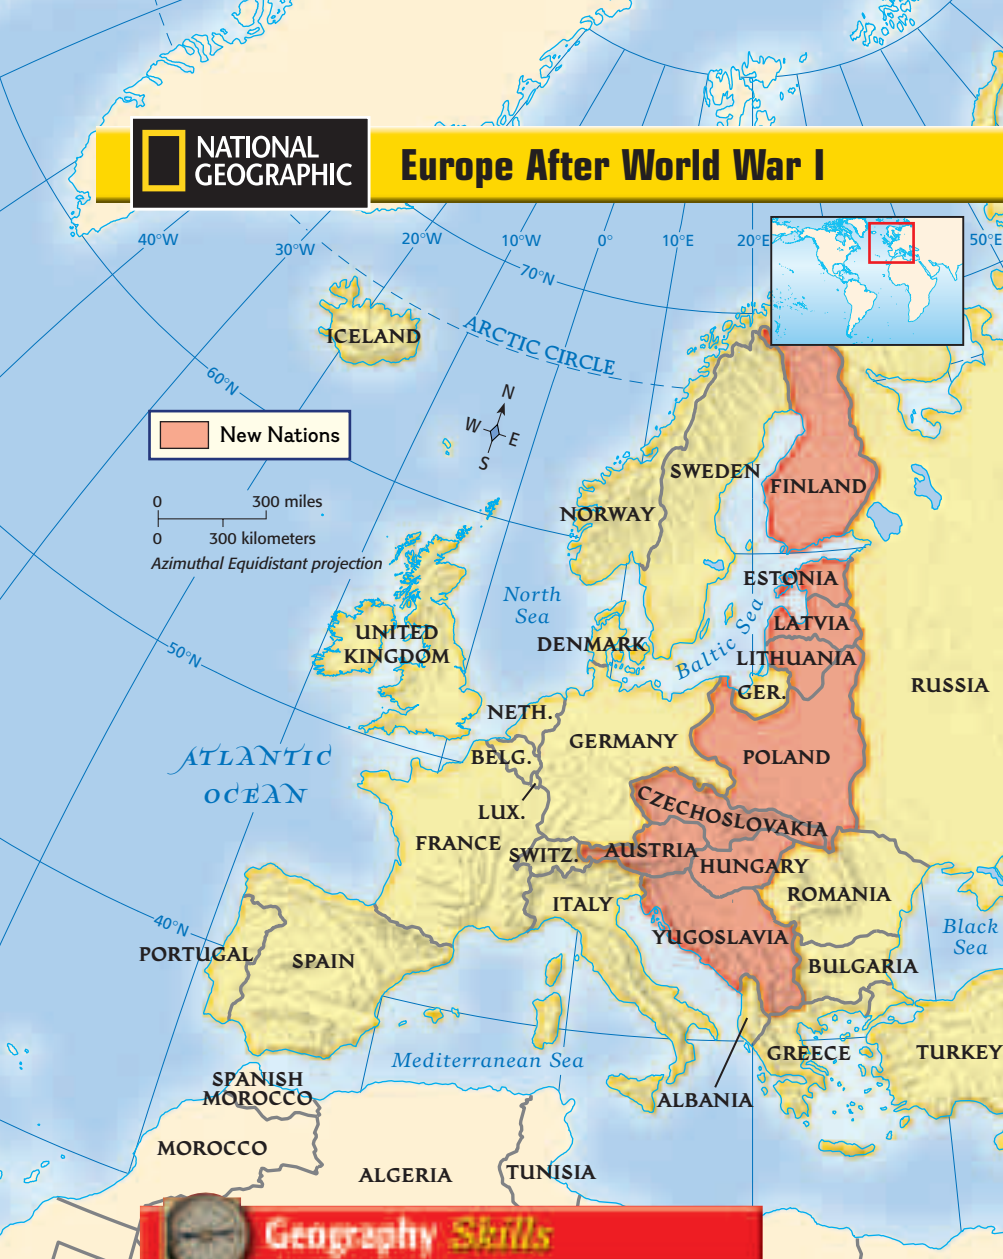 NATIONAL
GEOGRAPHIC
Europe After World War I
40°W
30°W
20°W
10°W
0°
10°E
20°E
50°E
70°N
ICELAND
ARCTIC CIRCLE
60°N
N
W
E
S
New Nations
SWEDEN
FINLAND
0
300 miles
NORWAY
0
300 kilometers
Azimuthal Equidistant projection
ESTONIA
North
Sea
LATVIA
UNITED
KINGDOM
DENMARK
Baltic Sea
LITHUANIA
50°N
GER.
RUSSIA
NETH.
GERMANY
ATLANTIC
OCEAN
BELG.
POLAND
LUX.
CZECHOSLOVAKIA
FRANCE
SWITZ.
AUSTRIA
HUNGARY
ROMANIA
ITALY
40°N
Black
Sea
YUGOSLAVIA
PORTUGAL
SPAIN
BULGARIA
Mediterranean Sea
GREECE
TURKEY
SPANISH
MOROCCO
ALBANIA
MOROCCO
ALGERIA
TUNISIA
Geography Skills